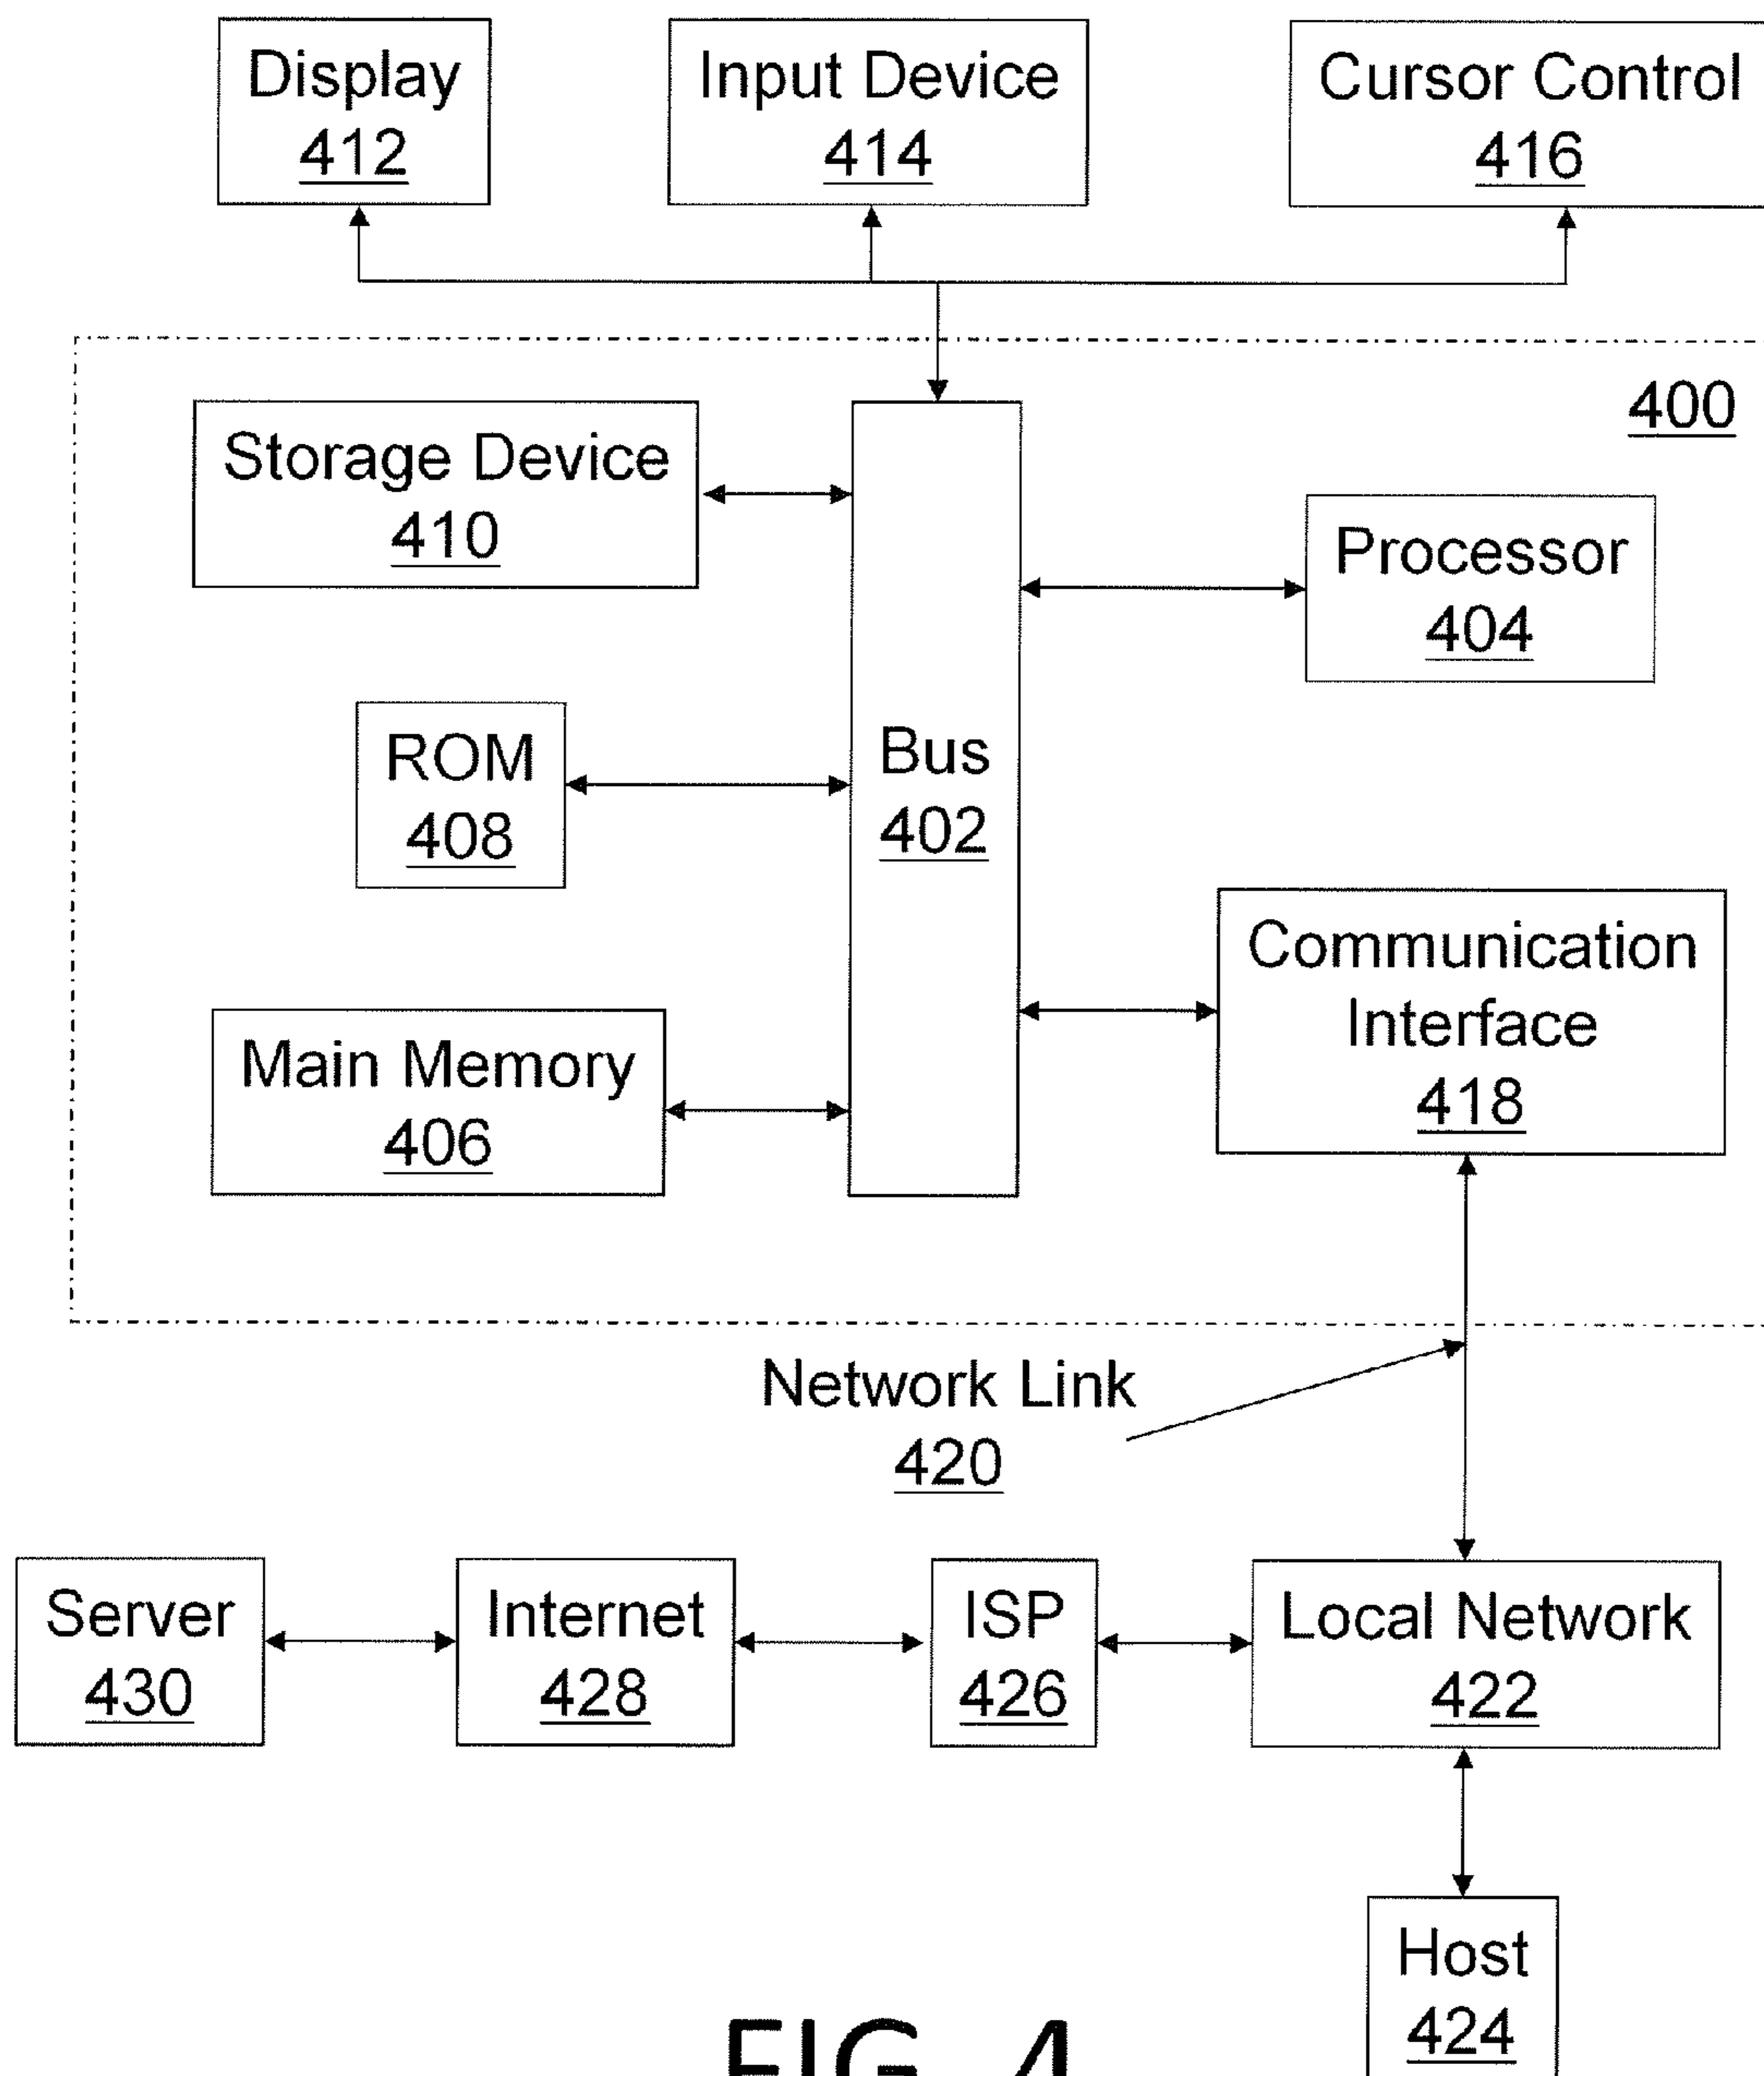 Display
412
Input Device
414
Cursor Control
416
400
Storage Device
410
Processor
404
ROM
408
Bus
402
Communication
Interface
418
Main Memory
406
Network Link
420
Server
430
Internet
428
ISP
426
Local Network
422
Host
424
FIG. 4